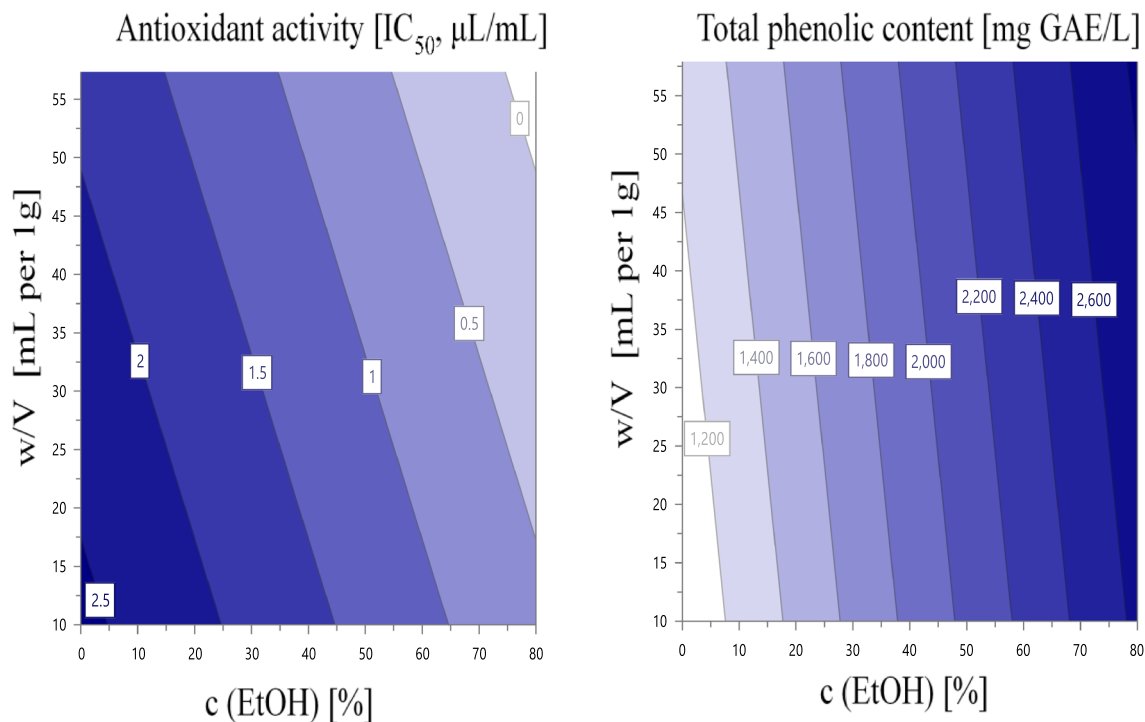 Antioxidant activity [IC50, μL/mL]
w/V [mL per 1g]
55
50
45
40
35
30
25
20
15
10
0
0.5
1
1.5
2
2.5
0 10 20 30 40 50 60 70 80
c (EtOH) [%]
Total phenolic content [mg GAE/L]
w/V [mL per 1g]
55
50
45
40
35
30
25
20
15
10
2,200 2,400 2,600
1,400 1,600 1,800 2,000
1,200
0 10 20 30 40 50 60 70 80
c (EtOH) [%]